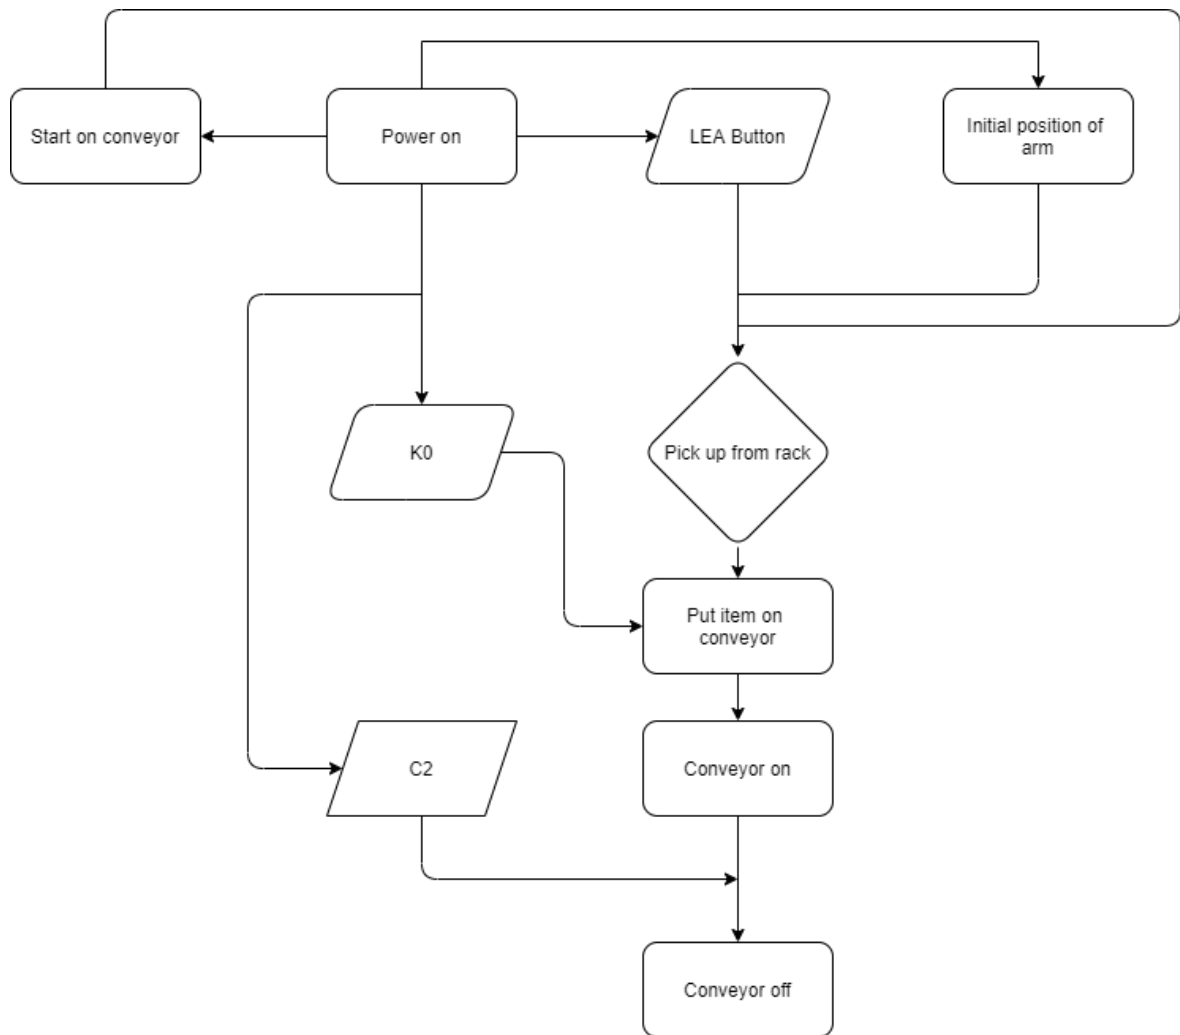 Start on conveyor
Power on
LEA Button
Initial position of
arm
K0
Pick up from rack
Put item on
conveyor
C2
Conveyor on
Conveyor off